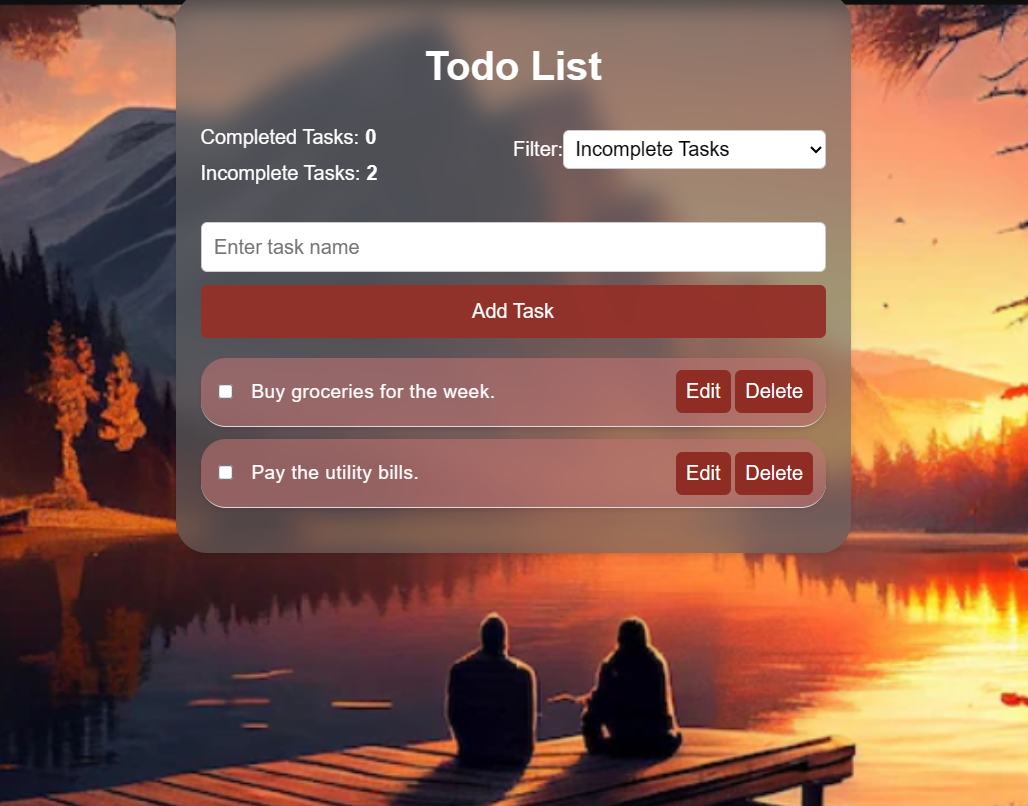 Todo List
Completed Tasks: 0
Filter: Incomplete Tasks
Incomplete Tasks: 2
Enter task name
Add Task
Buy groceries for the week. Edit Delete
Pay the utility bills. Edit Delete